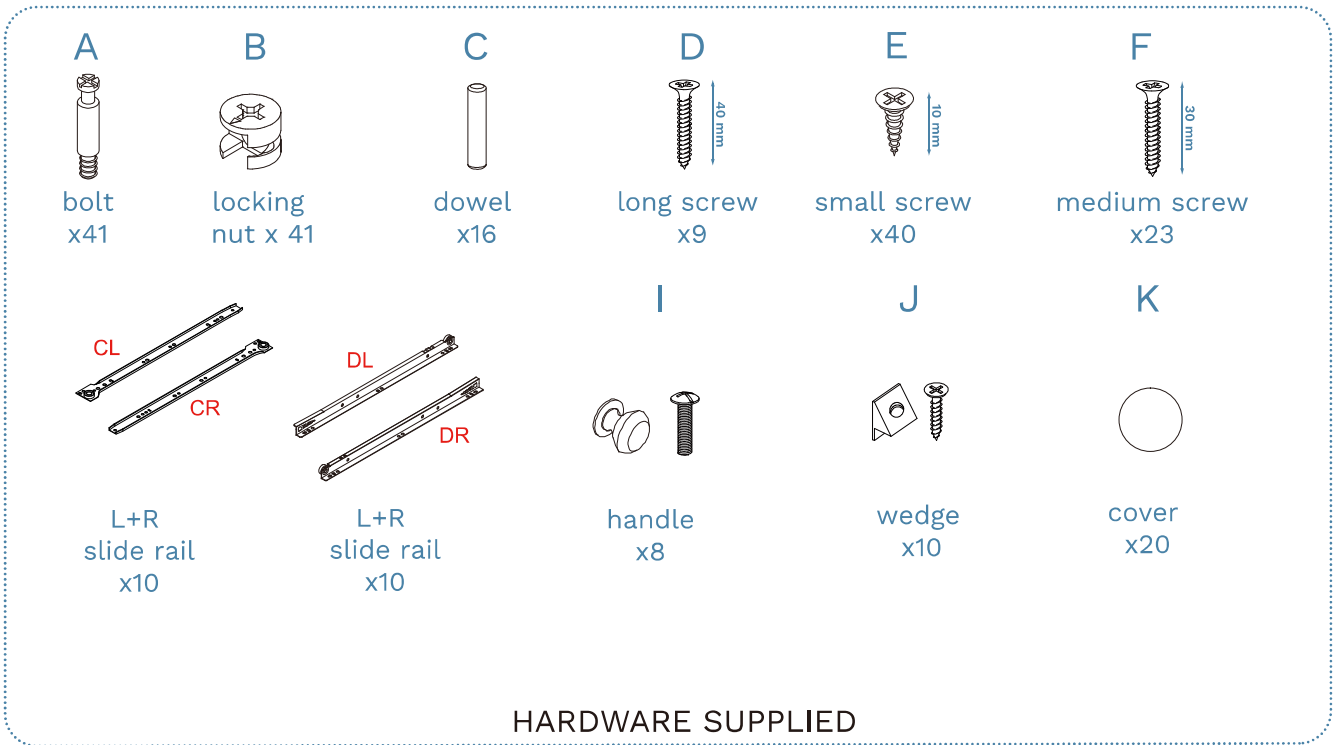 A
B
C
D
E
F
40 mm
10 mm
30 mm
bolt
x41
locking
nut x 41
dowel
x16
long screw
x9
small screw
x40
medium screw
x23
CL
CR
DL
DR
I
J
K
L+R
slide rail
x10
L+R
slide rail
x10
handle
x8
wedge
x10
cover
x20
HARDWARE SUPPLIED